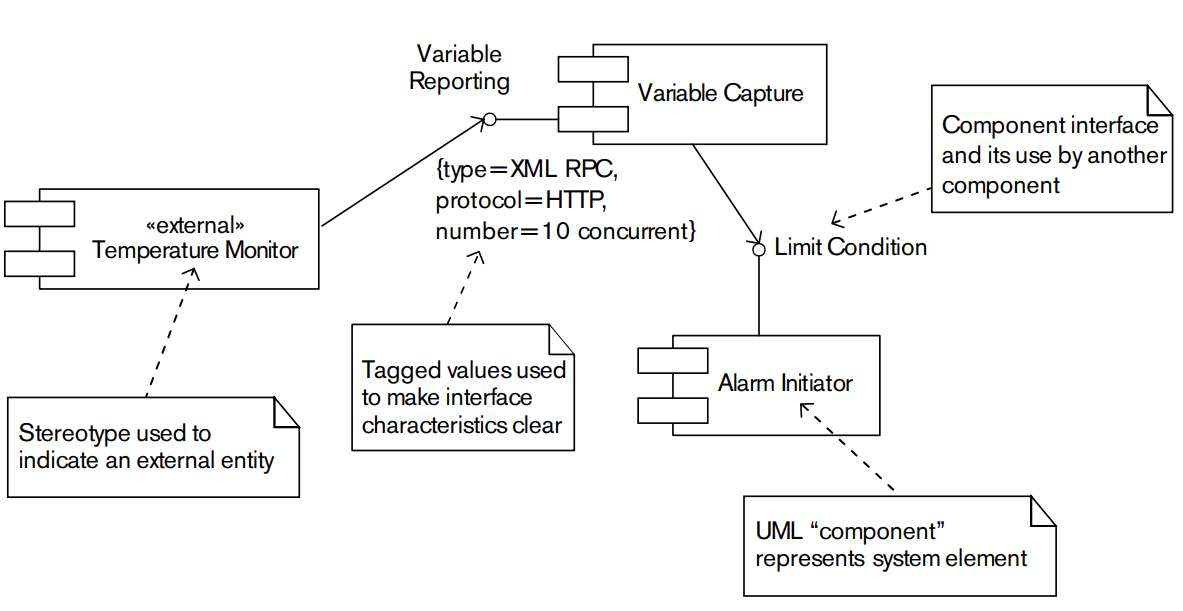 Variable
Reporting
Variable Capture
Component interface
and its use by another
component
{type=XML RPC,
protocol=HTTP,
number=10 concurrent}
«external»
Temperature Monitor
Limit Condition
Tagged values used
to make interface
characteristics clear
Alarm Initiator
Stereotype used to
indicate an external entity
UML “component”
represents system element